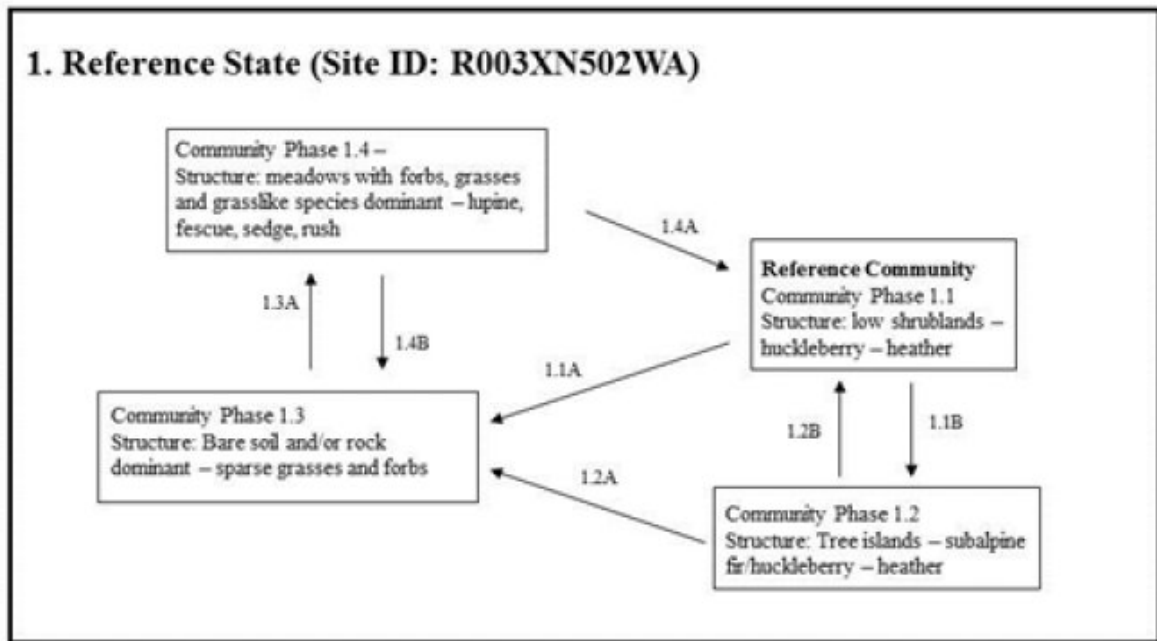 1. Reference State (Site ID: R003XN502WA)
Community Phase 1.4 –
Structure: meadows with forbs, grasses
and grasslike species dominant – lupine,
fescue, sedge, rush
1.4A
Reference Community
Community Phase 1.1
Structure: low shrublands –
huckleberry – heather
1.3A
1.4B
1.1A
Community Phase 1.3
Structure: Bare soil and/or rock
dominant – sparse grasses and forbs
1.2B
1.1B
1.2A
Community Phase 1.2
Structure: Tree islands – subalpine
fir/huckleberry – heather